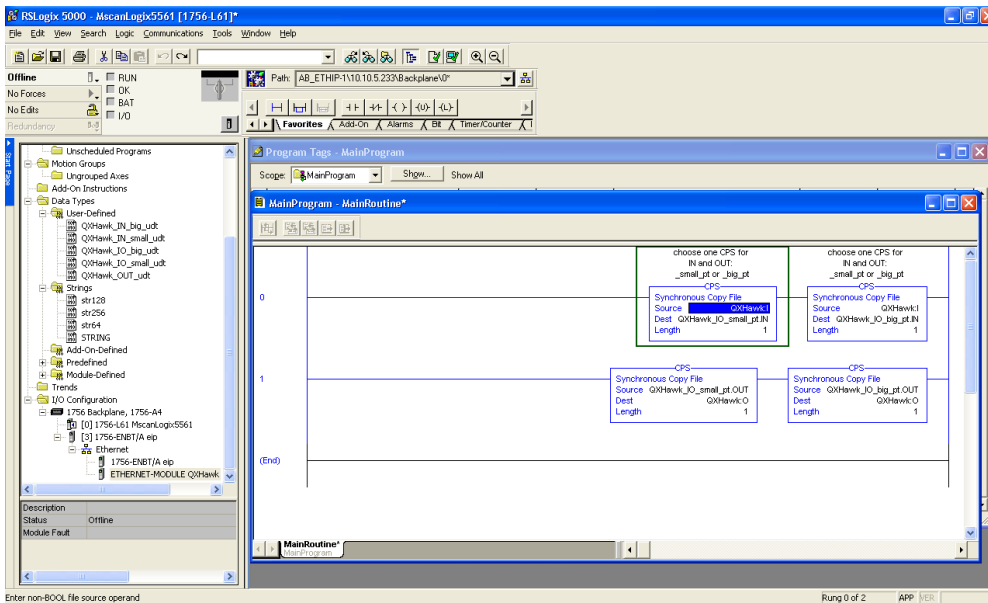 RSLogix 5000 - MscanLogix5561 [1756-L61]*
File Edit View Search Logic Communications Tools Window Help
Offline
RUN
No Forces
OK
BAT
No Edits
I/O
Redundancy
Path: AB_ETHIP-1\10.10.5.233\Backplane\0*
Favorites Add-On Alarms Bit Timer/Counter
Start Page
Unscheduled Programs
Motion Groups
Ungrouped Axes
Add-On Instructions
Data Types
User-Defined
QXHawk_IN_big_udt
QXHawk_IN_small_udt
QXHawk_IO_big_udt
QXHawk_IO_small_udt
QXHawk_OUT_udt
Strings
str128
str256
str64
STRING
Add-On-Defined
Predefined
Module-Defined
Trends
I/O Configuration
1756 Backplane, 1756-A4
[0] 1756-L61 MscanLogix5561
[3] 1756-ENBT/A eip
Ethernet
1756-ENBT/A eip
ETHERNET-MODULE QXHawk
Description
Status Offline
Module Fault
Program Tags - MainProgram
Scope: MainProgram Show... Show All
MainProgram - MainRoutine*
0
choose one CPS for
IN and OUT:
_small_pt or _big_pt
CPS
Synchronous Copy File
Source QXHawk:I
Dest QXHawk_IO_small_pt.IN
Length 1
choose one CPS for
IN and OUT:
_small_pt or _big_pt
CPS
Synchronous Copy File
Source QXHawk:I
Dest QXHawk_IO_big_pt.IN
Length 1
1
CPS
Synchronous Copy File
Source QXHawk_IO_small_pt.OUT
Dest QXHawk:O
Length 1
CPS
Synchronous Copy File
Source QXHawk_IO_big_pt.OUT
Dest QXHawk:O
Length 1
(End)
MainRoutine*
MainProgram
Enter non-BOOL file source operand
Rung 0 of 2 APP VER